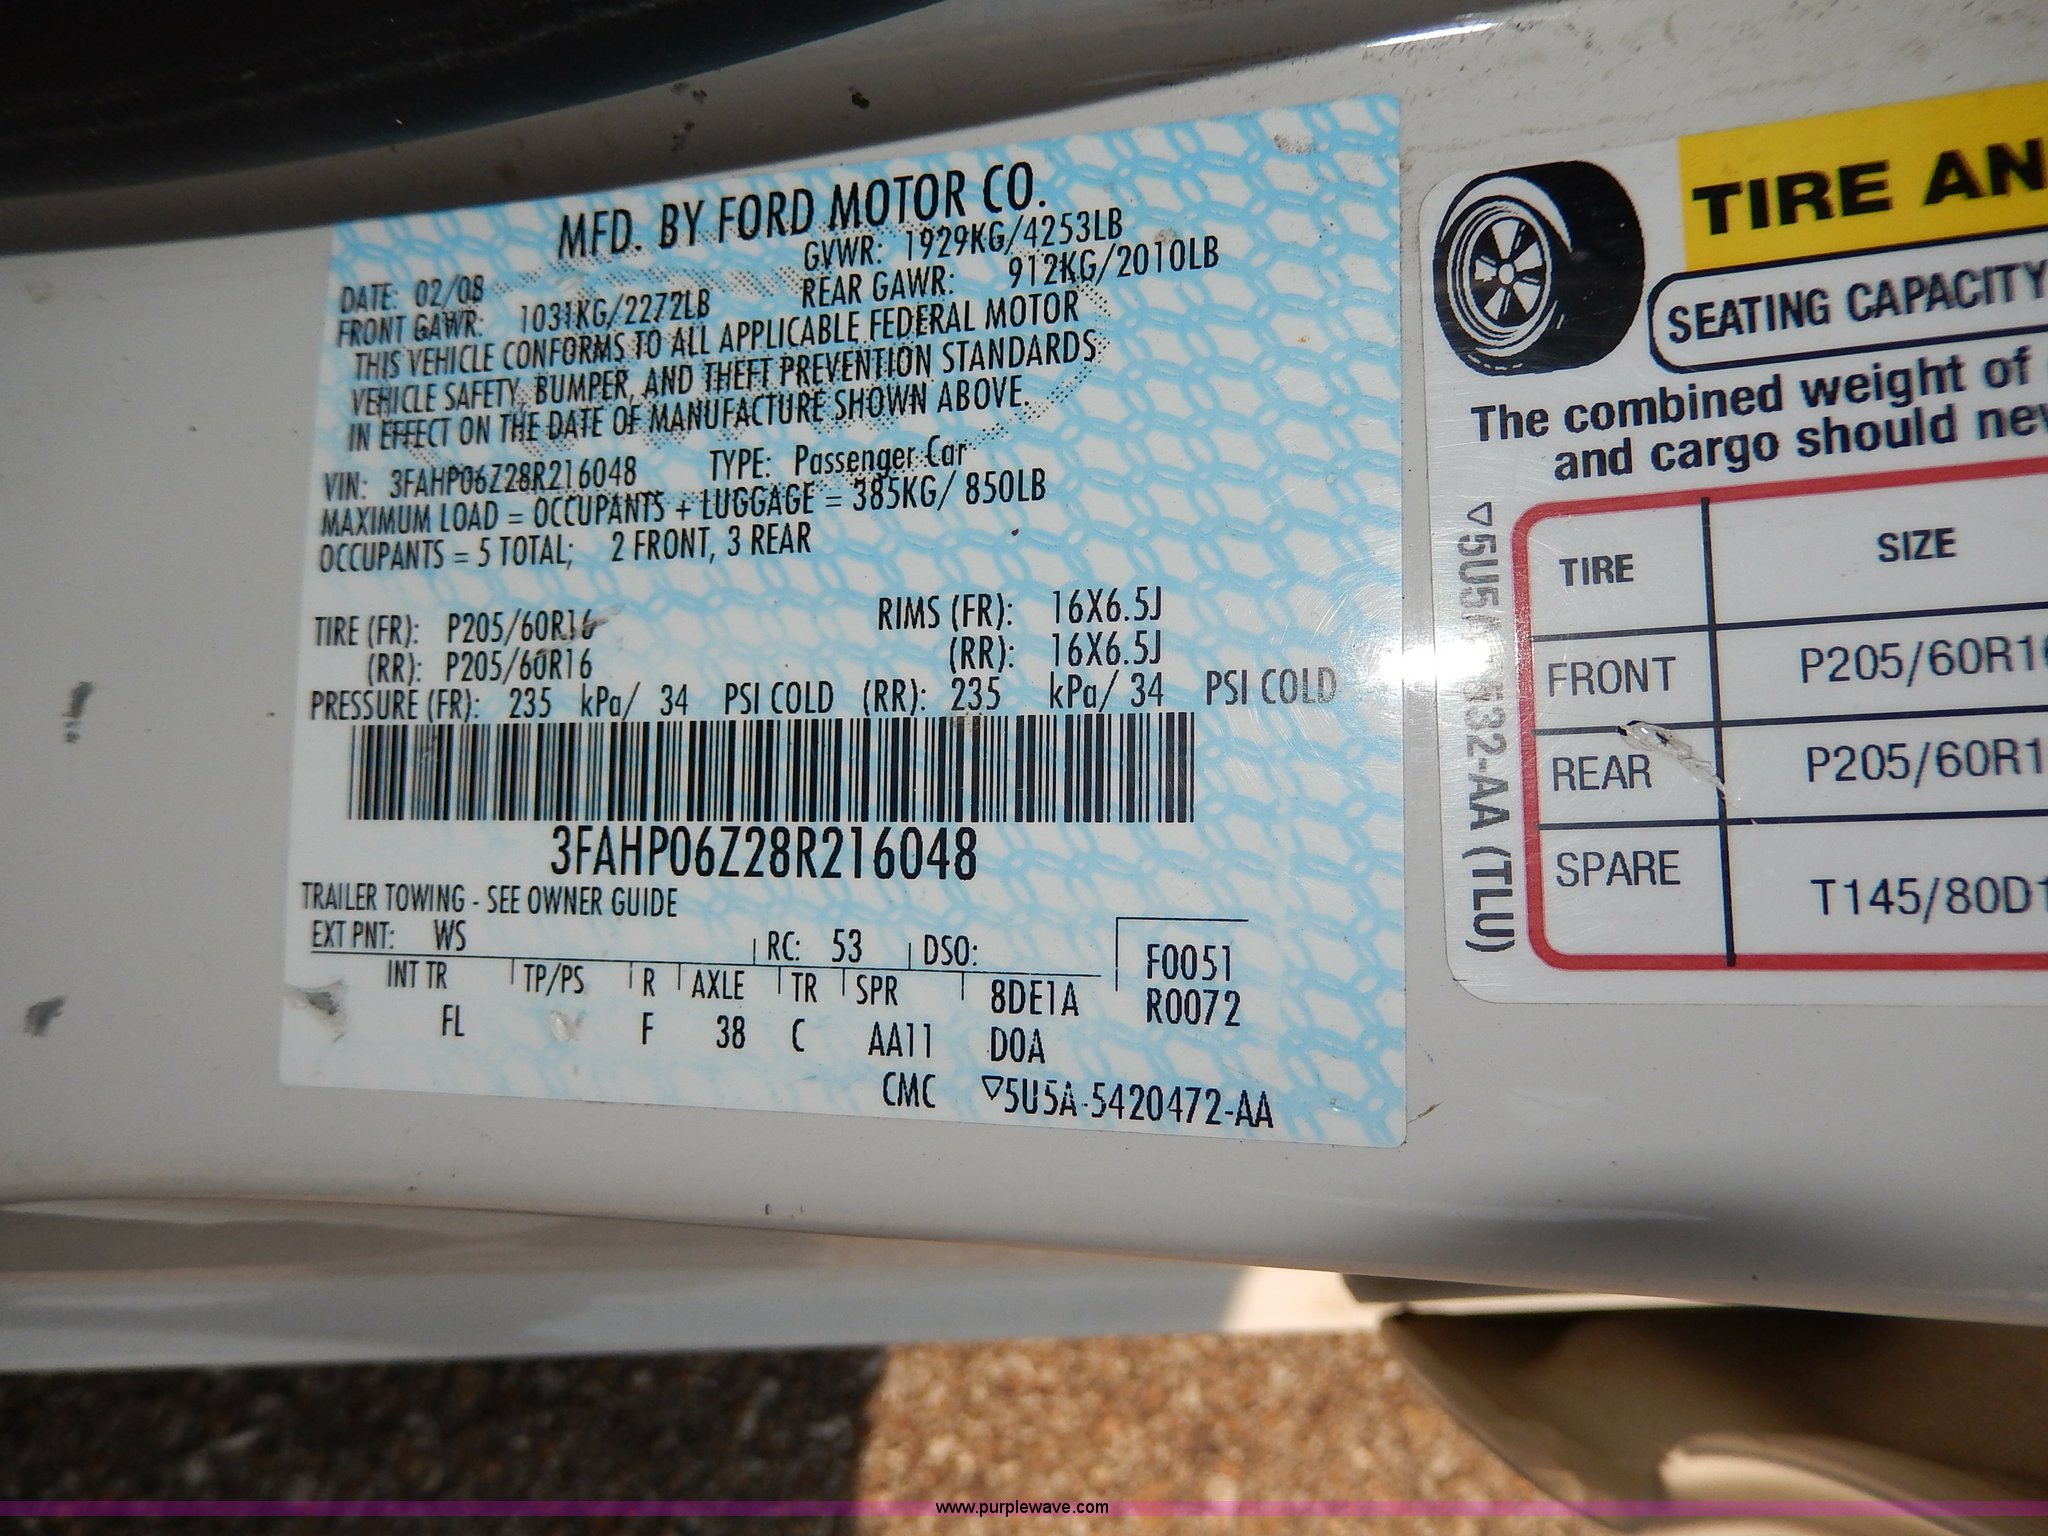 MFD. BY FORD MOTOR CO.
DATE: 02/08 GVWR: 1929KG/4253LB
FRONT GAWR: 1031KG/2272LB REAR GAWR: 912KG/2010LB
THIS VEHICLE CONFORMS TO ALL APPLICABLE FEDERAL MOTOR
VEHICLE SAFETY, BUMPER, AND THEFT PREVENTION STANDARDS
IN EFFECT ON THE DATE OF MANUFACTURE SHOWN ABOVE.
VIN: 3FAHP06Z28R216048 TYPE: Passenger Car
MAXIMUM LOAD = OCCUPANTS + LUGGAGE = 385KG/ 850LB
OCCUPANTS = 5 TOTAL; 2 FRONT, 3 REAR
TIRE (FR): P205/60R16 RIMS (FR): 16X6.5J
(RR): P205/60R16 (RR): 16X6.5J
PRESSURE (FR): 235 kPa/ 34 PSI COLD (RR): 235 kPa/ 34 PSI COLD
3FAHP06Z28R216048
TRAILER TOWING - SEE OWNER GUIDE
EXT PNT: WS RC: 53 DSO: F0051
INT TR TP/PS R AXLE TR SPR 8DE1A R0072
FL F 38 C AA11 D0A
CMC ▽5U5A-5420472-AA
TIRE AN
SEATING CAPACITY
The combined weight of
and cargo should nev
TIRE SIZE
FRONT P205/60R16
REAR P205/60R1
SPARE T145/80D1
32-AA (TLU)
www.purplewave.com